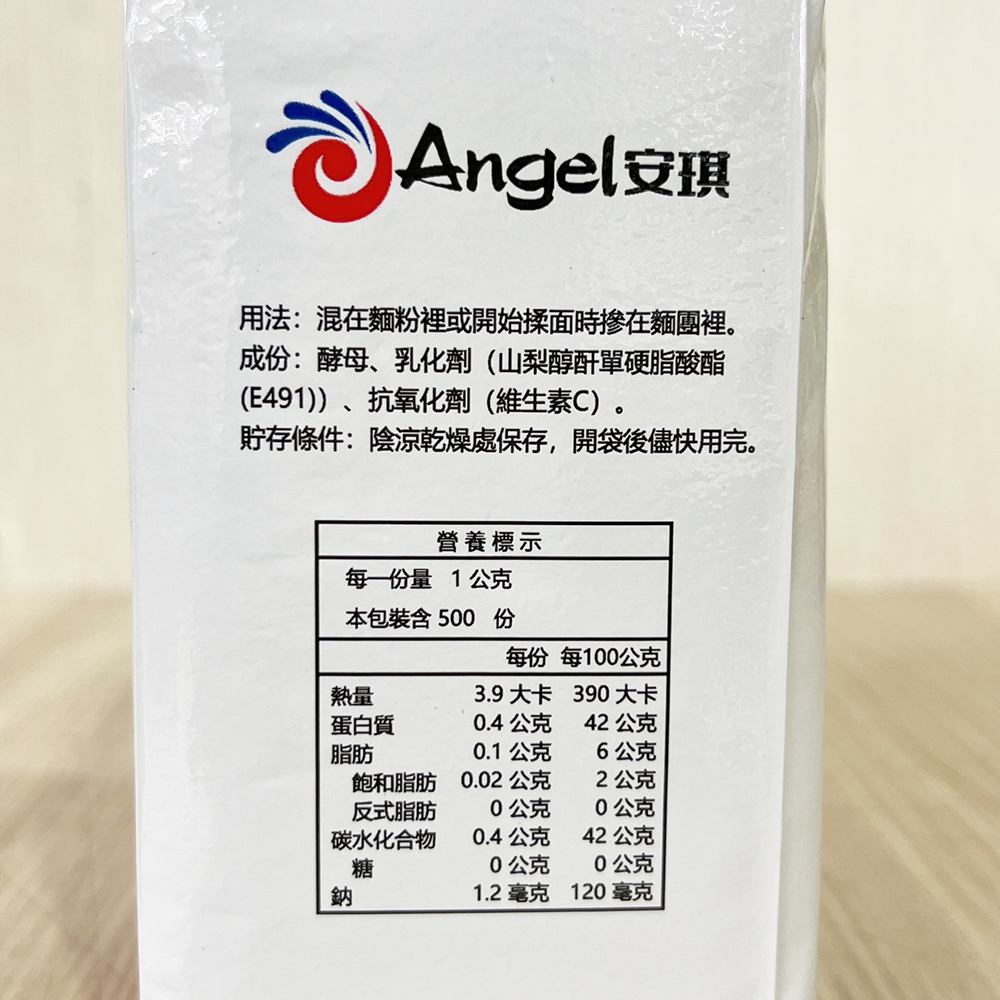 Angel安琪
用法：混在麵粉裡或開始揉面時摻在麵團裡。
成份：酵母、乳化劑（山梨醇酐單硬脂酸酯
(E491)）、抗氧化劑（維生素C）。
貯存條件：陰涼乾燥處保存，開袋後儘快用完。
營養標示
每一份量 1 公克
本包裝含 500 份
每份 每100公克
熱量 3.9 大卡 390 大卡
蛋白質 0.4 公克 42 公克
脂肪 0.1 公克 6 公克
飽和脂肪 0.02 公克 2 公克
反式脂肪 0 公克 0 公克
碳水化合物 0.4 公克 42 公克
糖 0 公克 0 公克
鈉 1.2 毫克 120 毫克